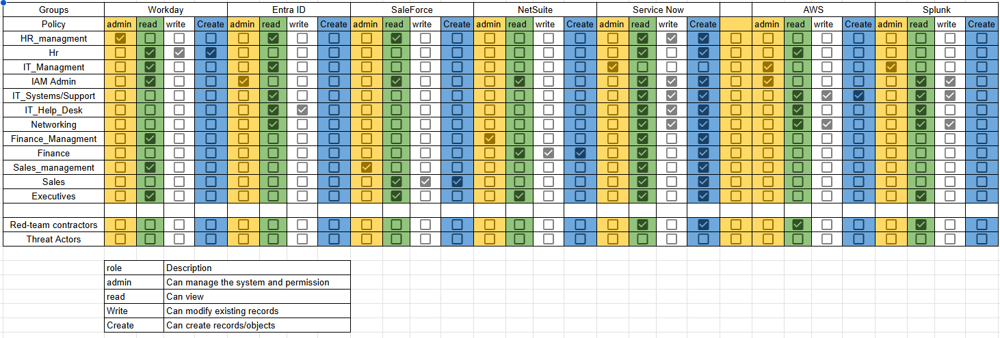 Groups Workday Entra ID SaleForce NetSuite Service Now AWS Splunk
Policy admin read write Create admin read write Create admin read write Create admin read write Create admin read write Create admin read write Create admin read write Create
HR_managment
Hr
IT_Managment
IAM Admin
IT_Systems/Support
IT_Help_Desk
Networking
Finance_Managment
Finance
Sales_management
Sales
Executives
Red-team contractors
Threat Actors
role Description
admin Can manage the system and permission
read Can view
Write Can modify existing records
Create Can create records/objects